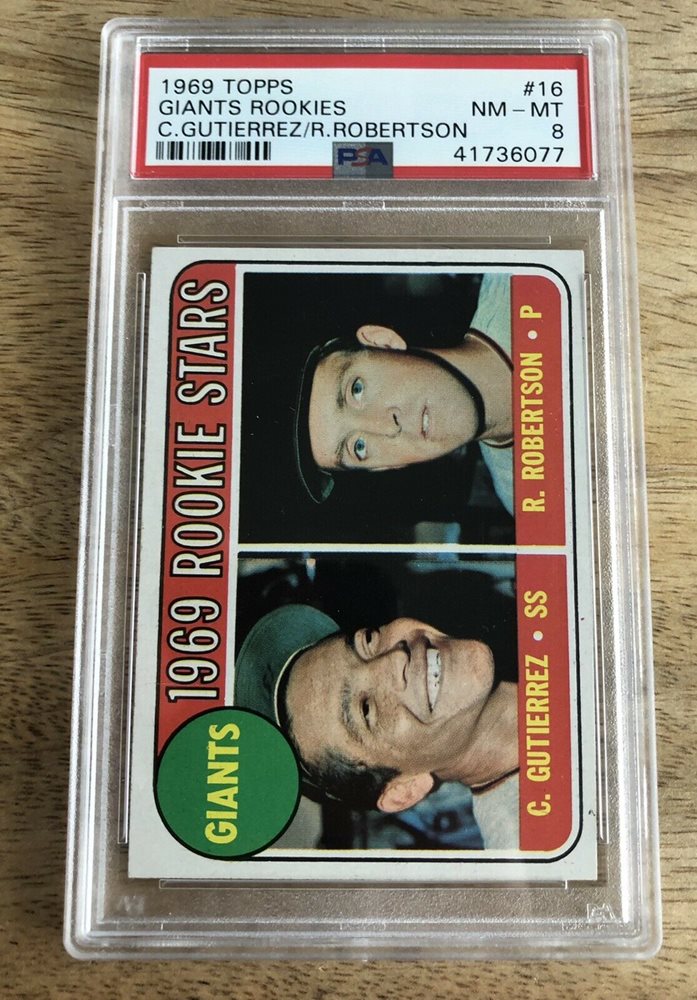 1969 TOPPS #16
GIANTS ROOKIES NM - MT
C.GUTIERREZ/R.ROBERTSON 8
PSA 41736077
1969 ROOKIE STARS
GIANTS
C. GUTIERREZ • SS
R. ROBERTSON • P